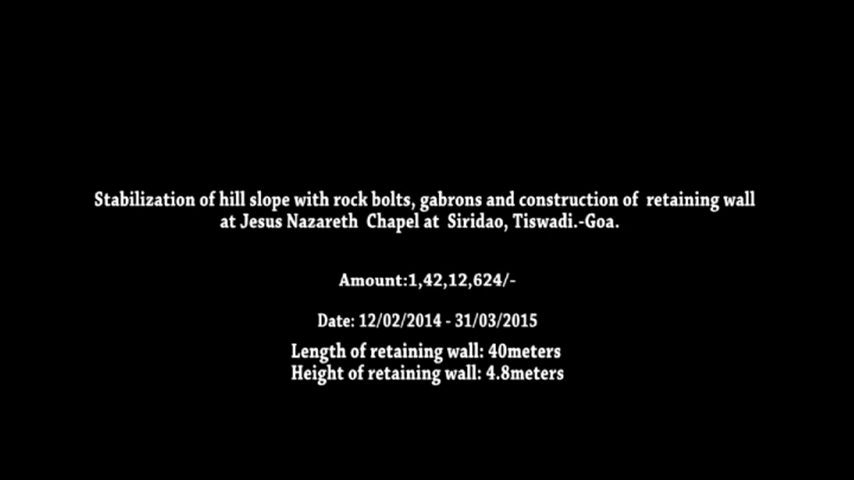 Stabilization of hill slope with rock bolts, gabrons and construction of retaining wall
at Jesus Nazareth Chapel at Siridao, Tiswadi.-Goa.
Amount:1,42,12,624/-
Date: 12/02/2014 - 31/03/2015
Length of retaining wall: 40meters
Height of retaining wall: 4.8meters